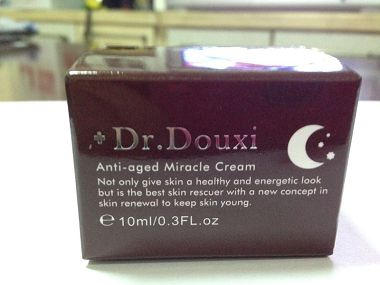 Dr.Douxi
Anti-aged Miracle Cream
Not only give skin a healthy and energetic look
but is the best skin rescuer with a new concept in
skin renewal to keep skin young.
℮ 10ml/0.3FL.oz